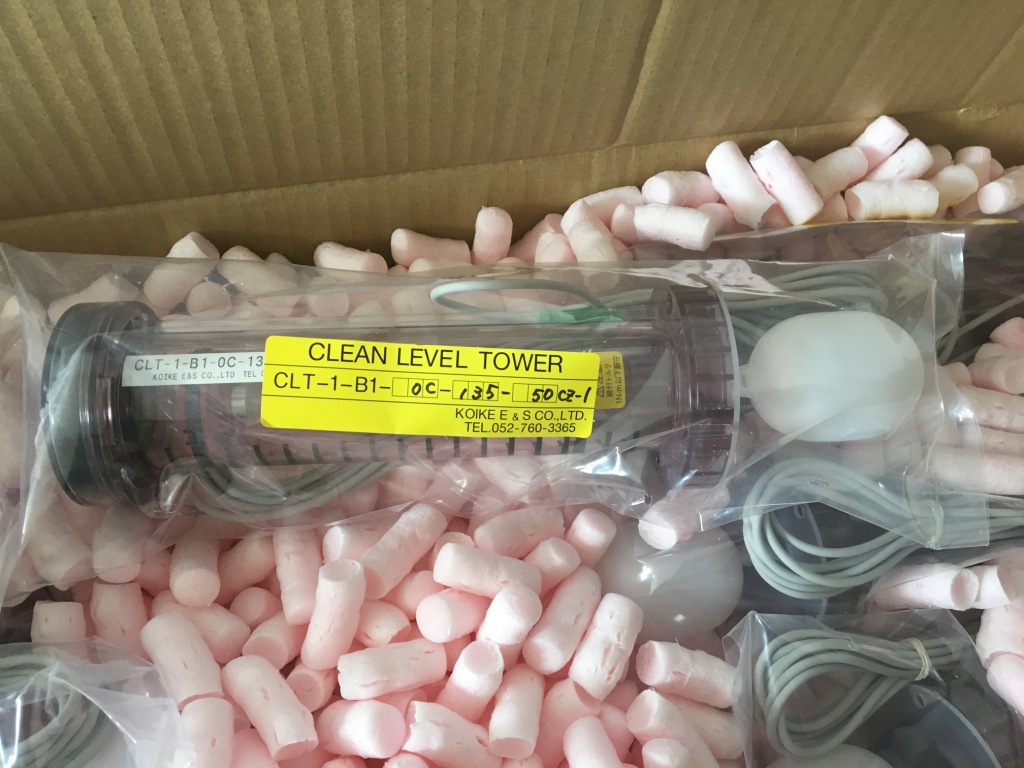 CLEAN LEVEL TOWER
CLT-1-B1-0C-135-50CZ-1
KOIKE E & S CO.,LTD.
TEL.052-760-3365
CLT-1-B1-0C-13
KOIKE E&S CO.,LTD TEL